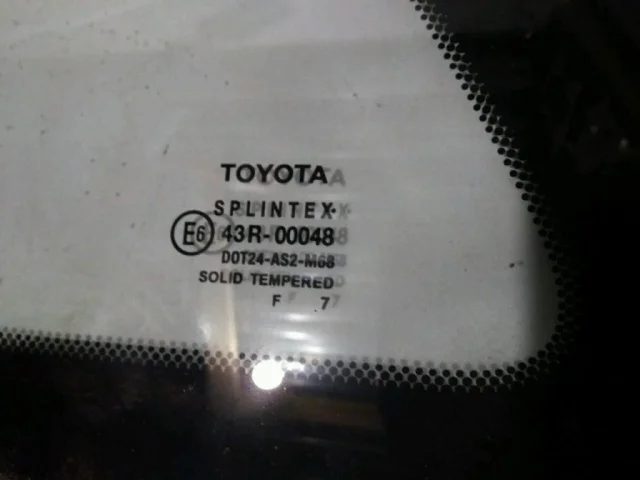 TOYOTA
SPLINTEX
E6 43R-00048
DOT24-AS2-M68
SOLID TEMPERED
F 7